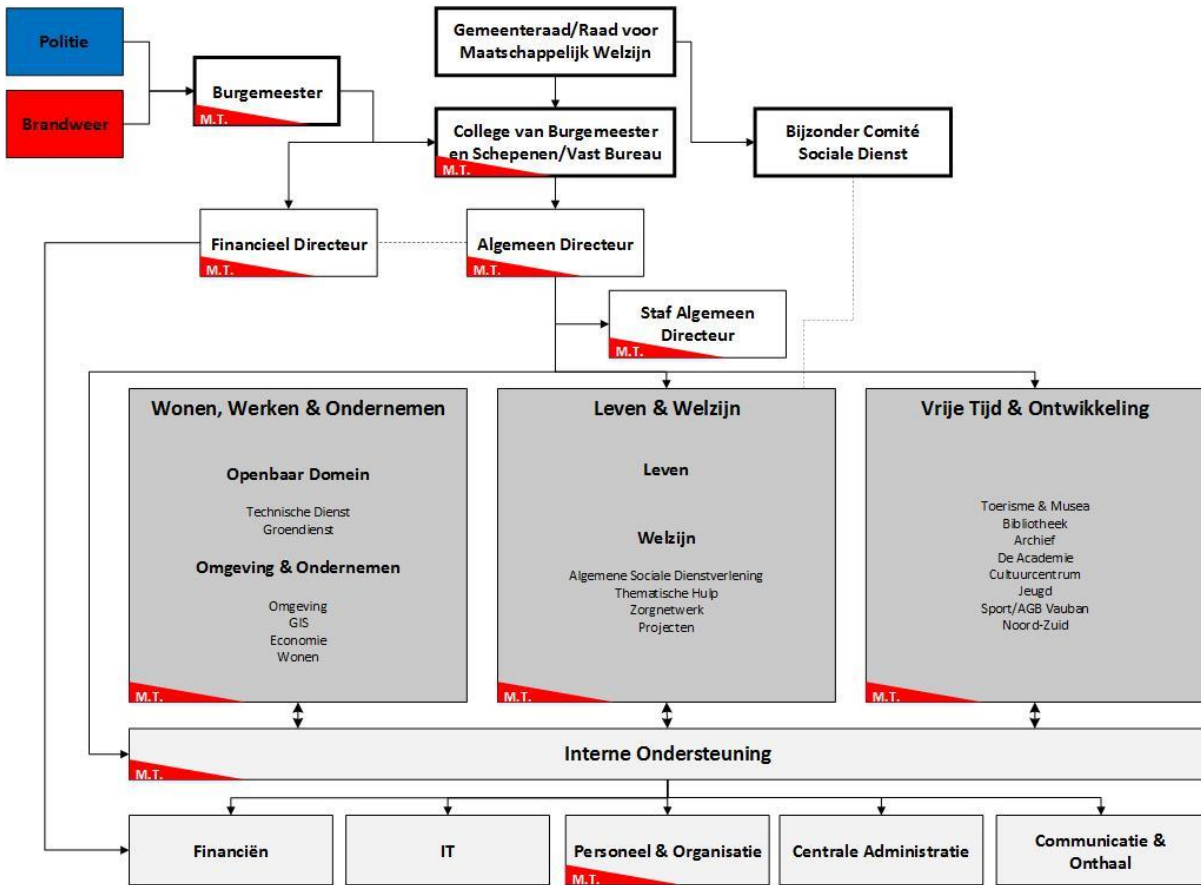 Politie
Brandweer
Burgemeester
M.T.
Gemeenteraad/Raad voor
Maatschappelijk Welzijn
College van Burgemeester
en Schepenen/Vast Bureau
M.T.
Bijzonder Comité
Sociale Dienst
Financieel Directeur
M.T.
Algemeen Directeur
M.T.
Staf Algemeen
Directeur
M.T.
Wonen, Werken & Ondernemen
Openbaar Domein
Technische Dienst
Groendienst
Omgeving & Ondernemen
Omgeving
GIS
Economie
Wonen
M.T.
Leven & Welzijn
Leven
Welzijn
Algemene Sociale Dienstverlening
Thematische Hulp
Zorgnetwerk
Projecten
M.T.
Vrije Tijd & Ontwikkeling
Toerisme & Musea
Bibliotheek
Archief
De Academie
Cultuurcentrum
Jeugd
Sport/AGB Vauban
Noord-Zuid
M.T.
Interne Ondersteuning
M.T.
Financiën
IT
Personeel & Organisatie
M.T.
Centrale Administratie
Communicatie &
Onthaal